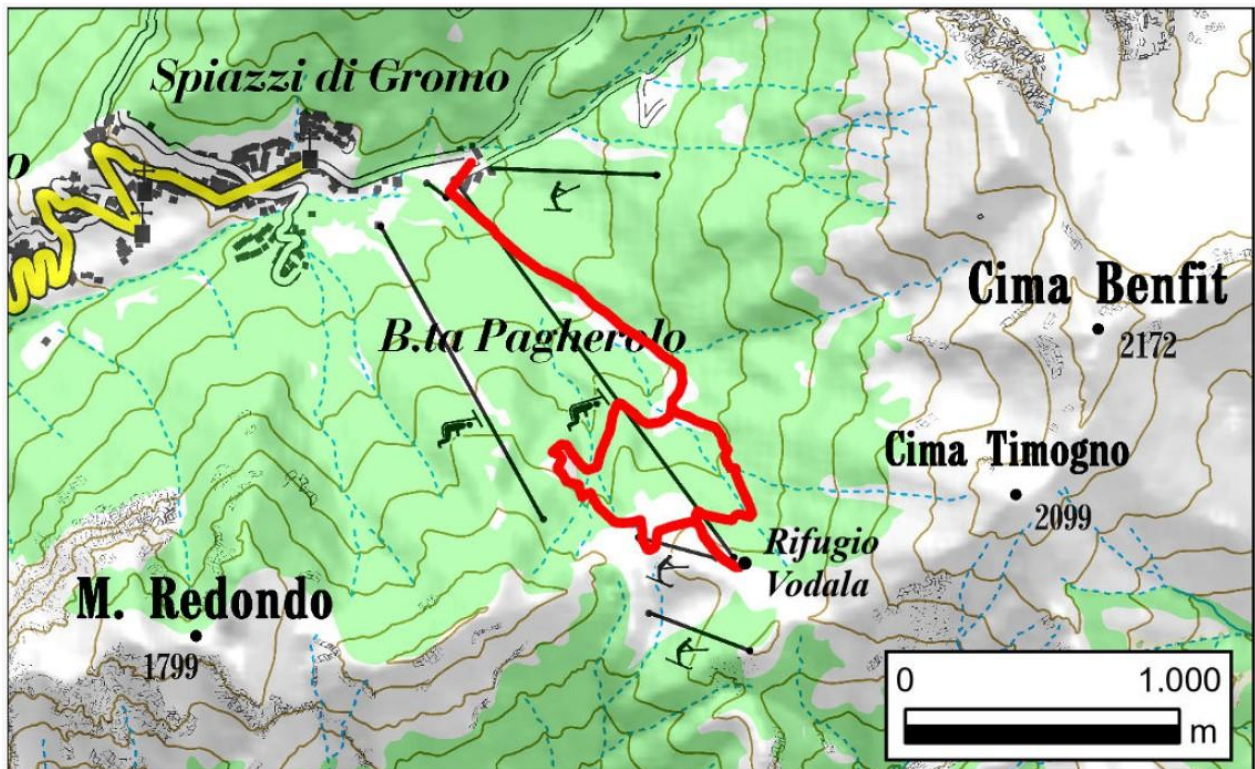 Spiazzi di Gromo
o
Cima Benfit
2172
B.ta Pagherolo
Cima Timogno
2099
Rifugio
Vodala
M. Redondo
1799
0 1.000
m